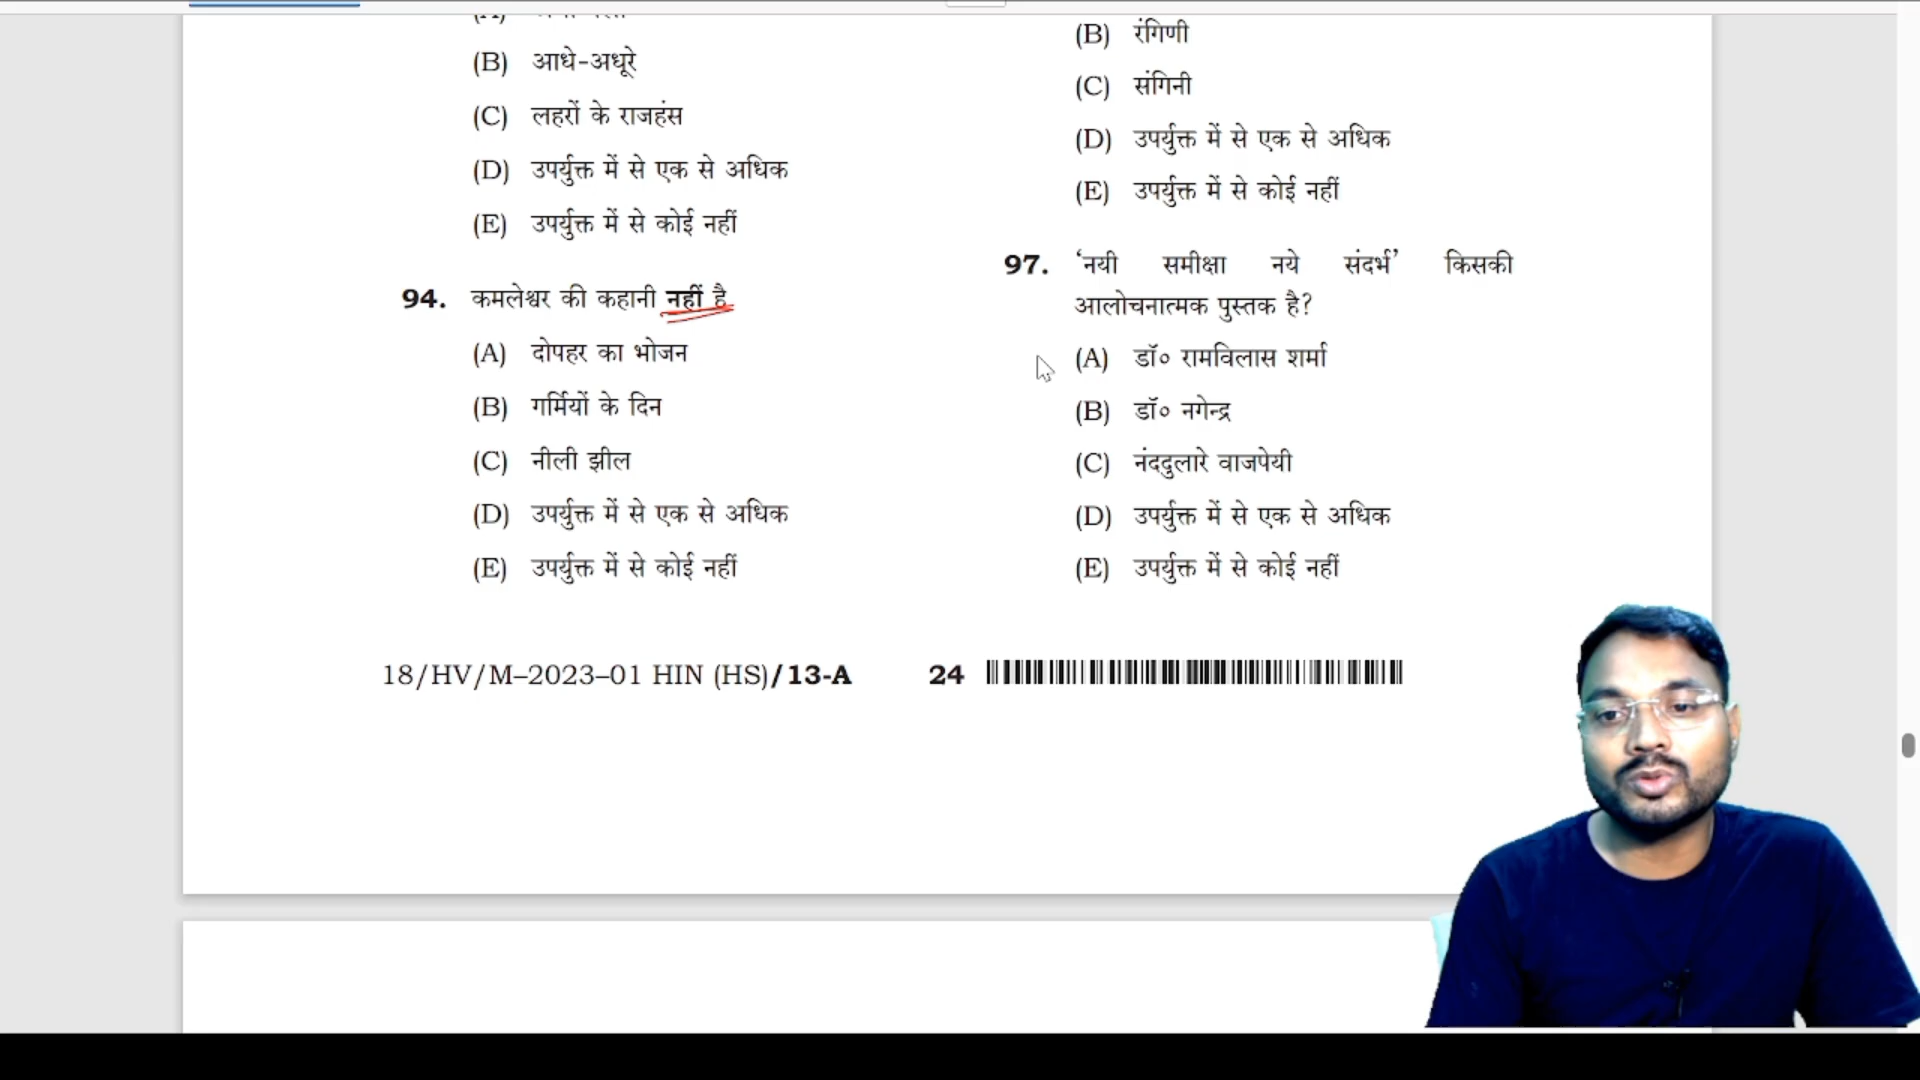 (B) आधे-अधूरे
(C) लहरों के राजहंस
(D) उपर्युक्त में से एक से अधिक
(E) उपर्युक्त में से कोई नहीं
94. कमलेश्वर की कहानी नहीं है
(A) दोपहर का भोजन
(B) गर्मियों के दिन
(C) नीली झील
(D) उपर्युक्त में से एक से अधिक
(E) उपर्युक्त में से कोई नहीं
(B) रंगिणी
(C) संगिनी
(D) उपर्युक्त में से एक से अधिक
(E) उपर्युक्त में से कोई नहीं
97. ‘नयी समीक्षा नये संदर्भ’ किसकी
आलोचनात्मक पुस्तक है?
(A) डॉ० रामविलास शर्मा
(B) डॉ० नगेन्द्र
(C) नंददुलारे वाजपेयी
(D) उपर्युक्त में से एक से अधिक
(E) उपर्युक्त में से कोई नहीं
18/HV/M–2023–01 HIN (HS)/13-A 24